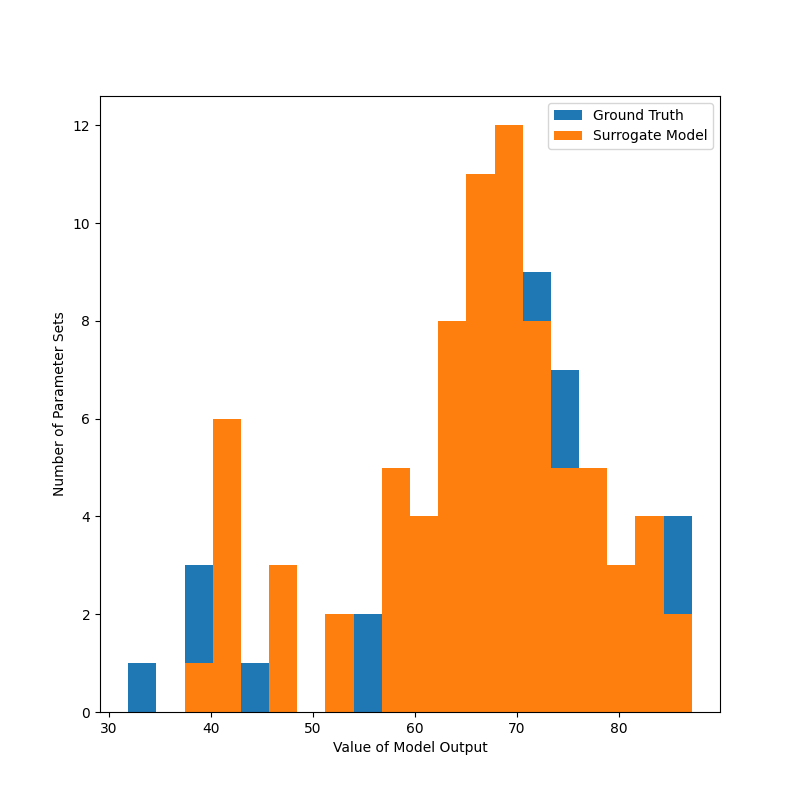 Ground Truth
Surrogate Model
12
10
8
6
4
2
0
Number of Parameter Sets
30 40 50 60 70 80
Value of Model Output